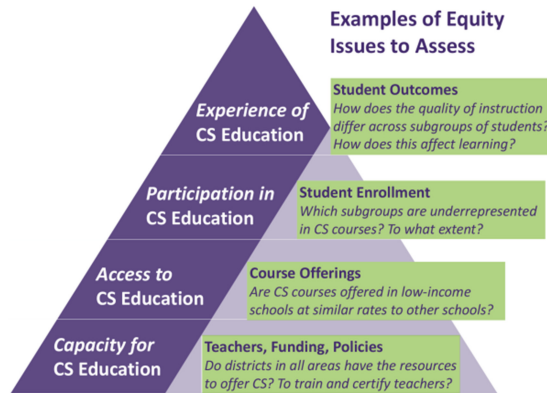 Examples of Equity
Issues to Assess
Experience of
CS Education
Student Outcomes
How does the quality of instruction
differ across subgroups of students?
How does this affect learning?
Participation in
CS Education
Student Enrollment
Which subgroups are underrepresented
in CS courses? To what extent?
Access to
CS Education
Course Offerings
Are CS courses offered in low-income
schools at similar rates to other schools?
Capacity for
CS Education
Teachers, Funding, Policies
Do districts in all areas have the resources
to offer CS? To train and certify teachers?